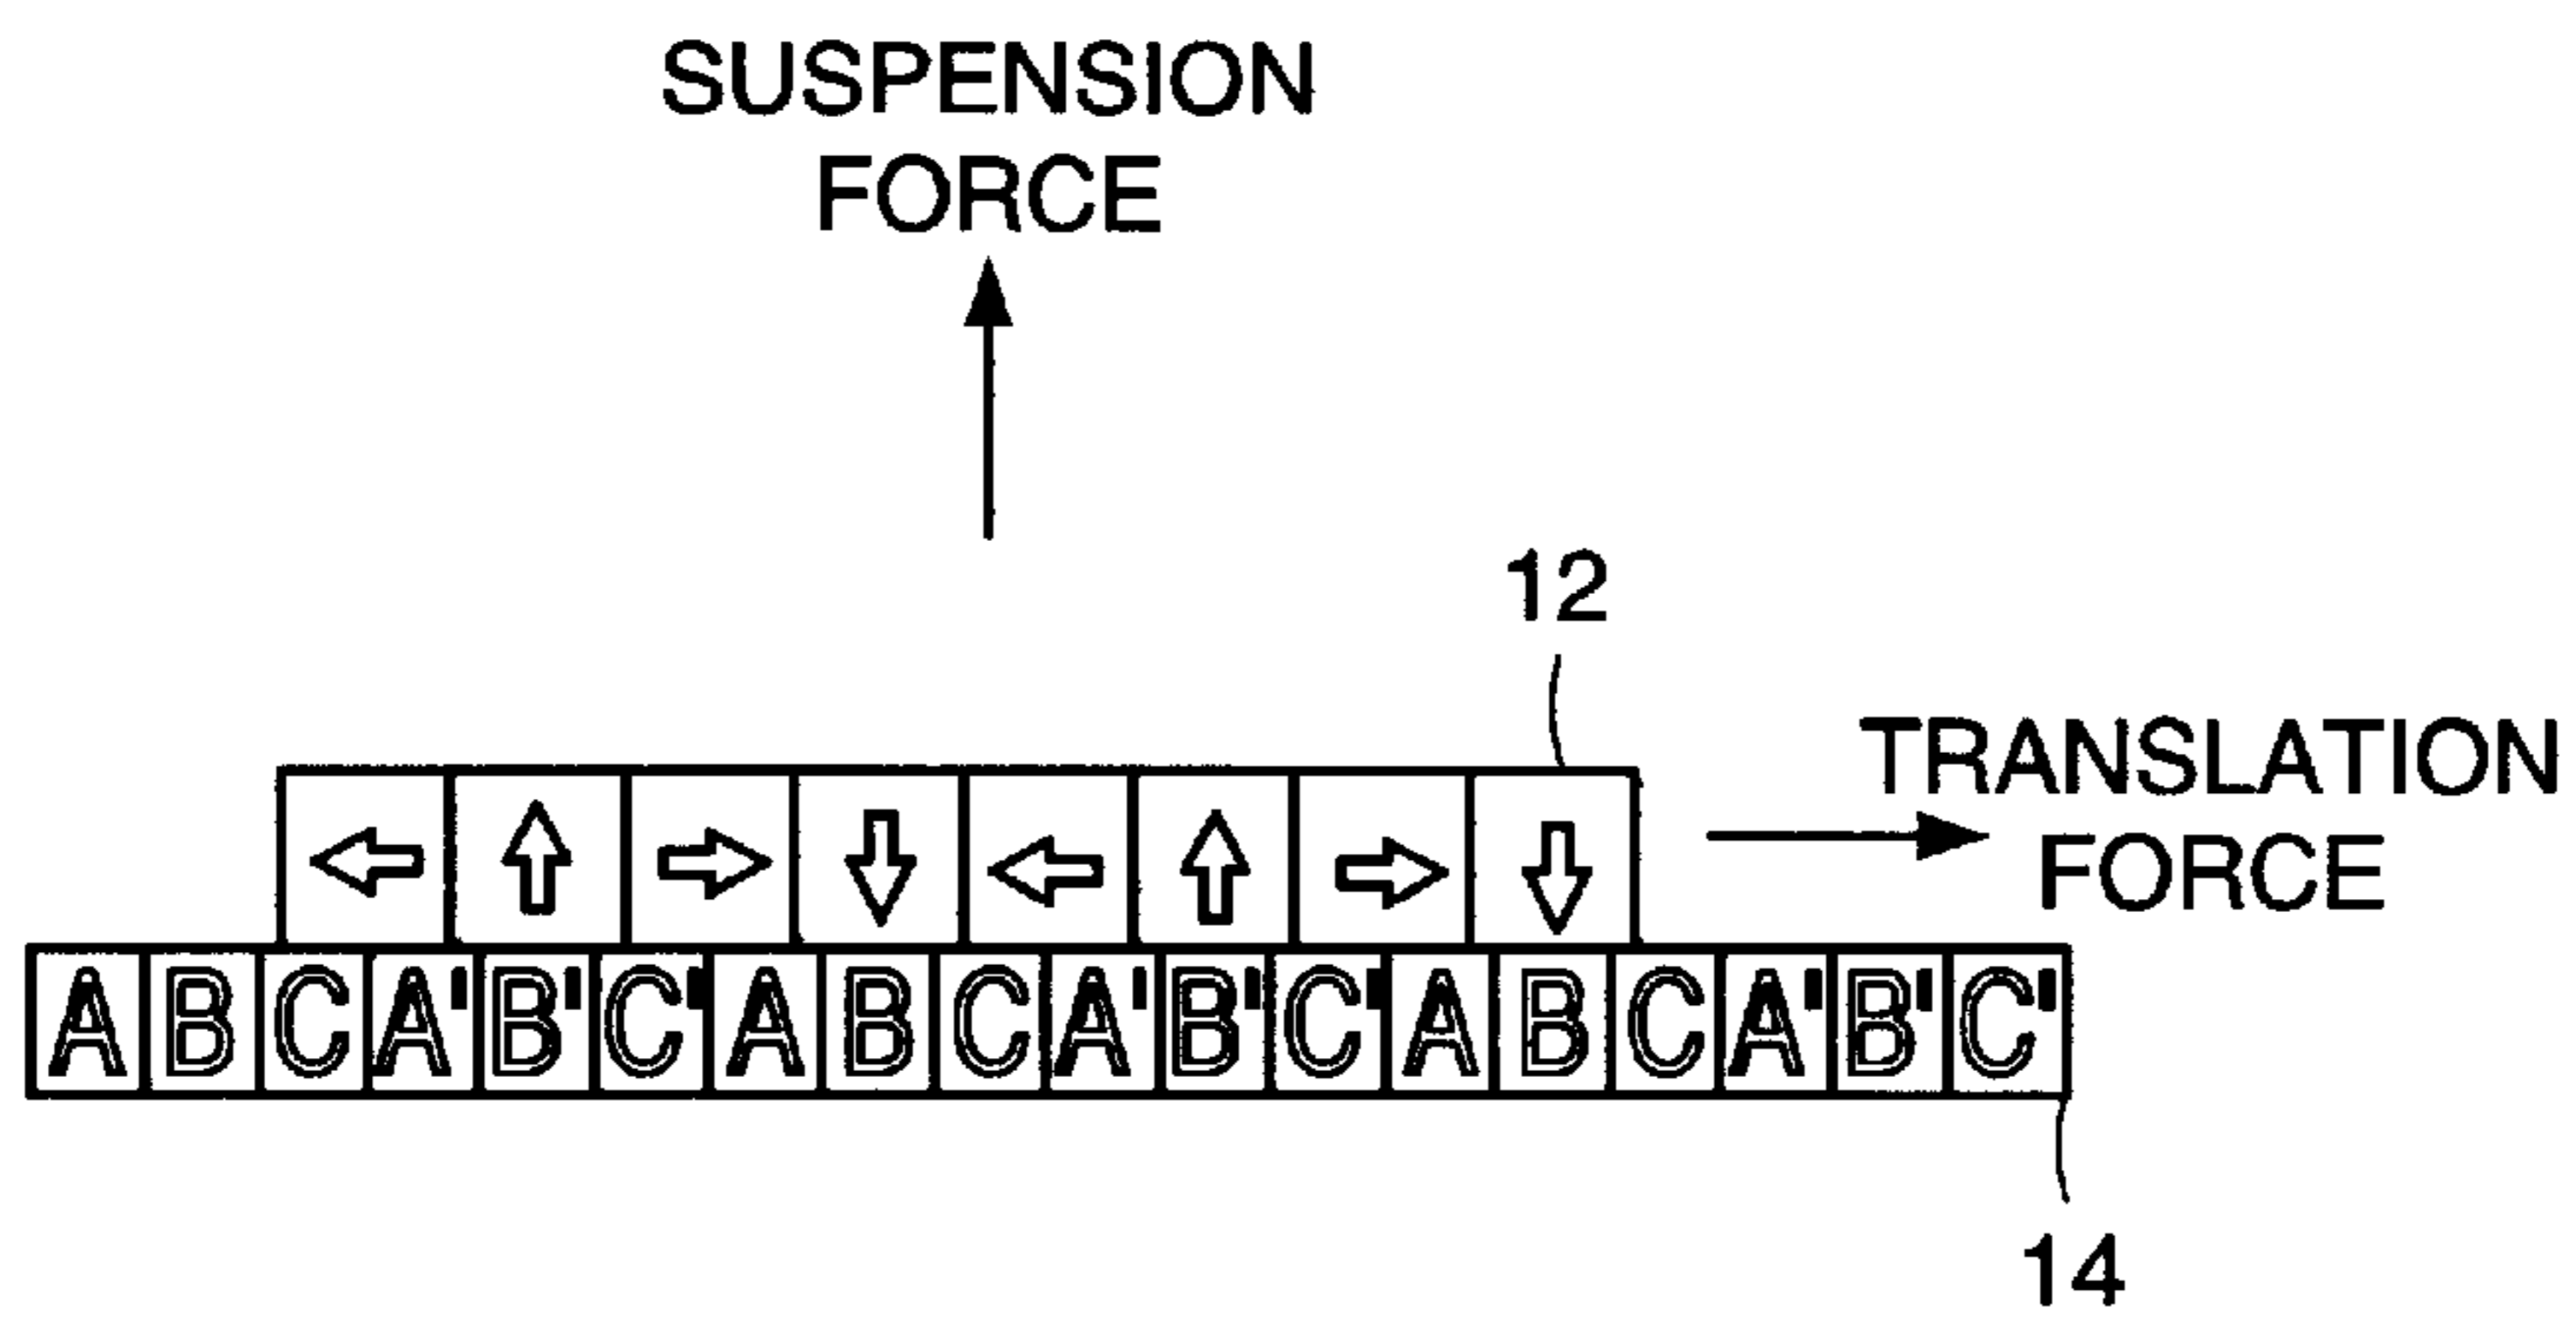 SUSPENSION
FORCE
12
TRANSLATION
FORCE
A B C A' B' C' A B C A' B' C' A B C A' B' C'
14